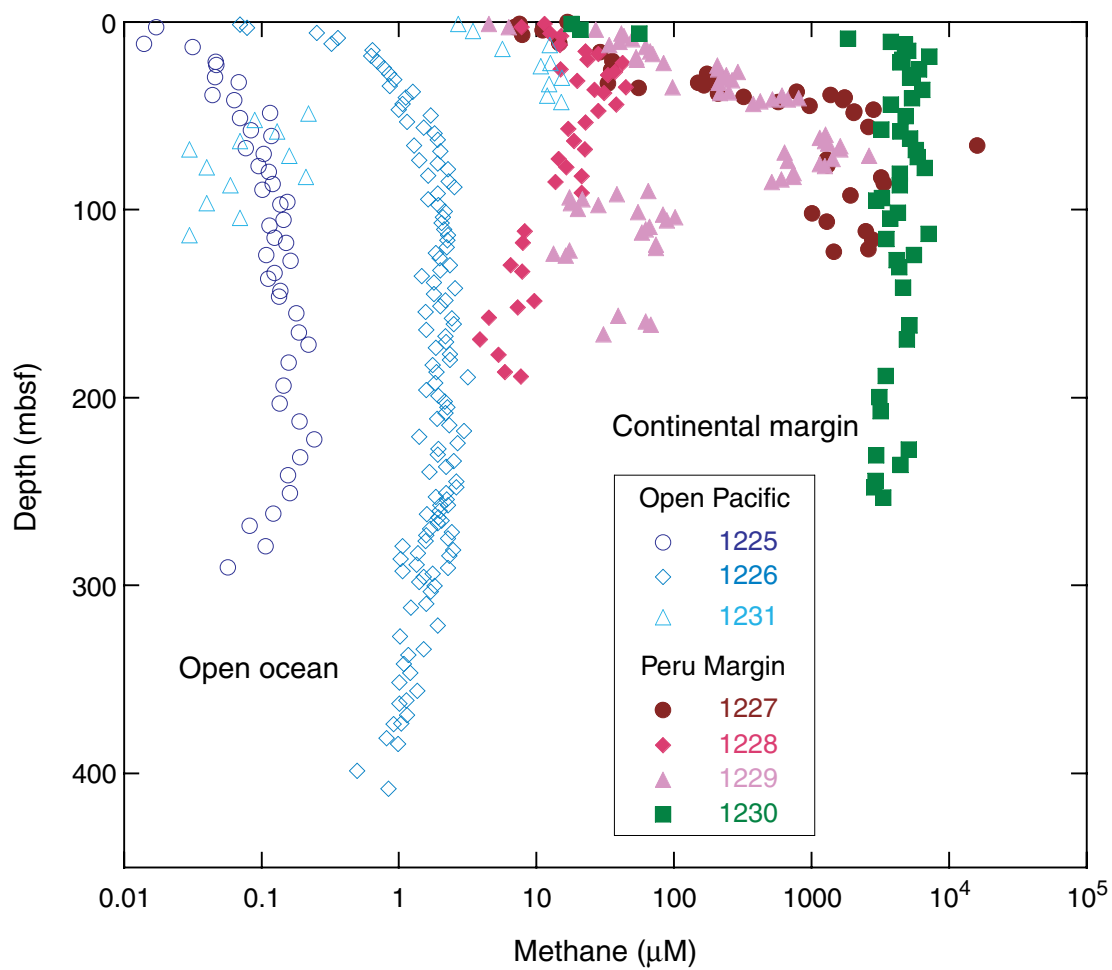 0
100
200
300
400
Depth (mbsf)
Continental margin
Open ocean
Open Pacific
1225
1226
1231
Peru Margin
1227
1228
1229
1230
0.01 0.1 1 10 100 1000 10⁴ 10⁵
Methane (μM)